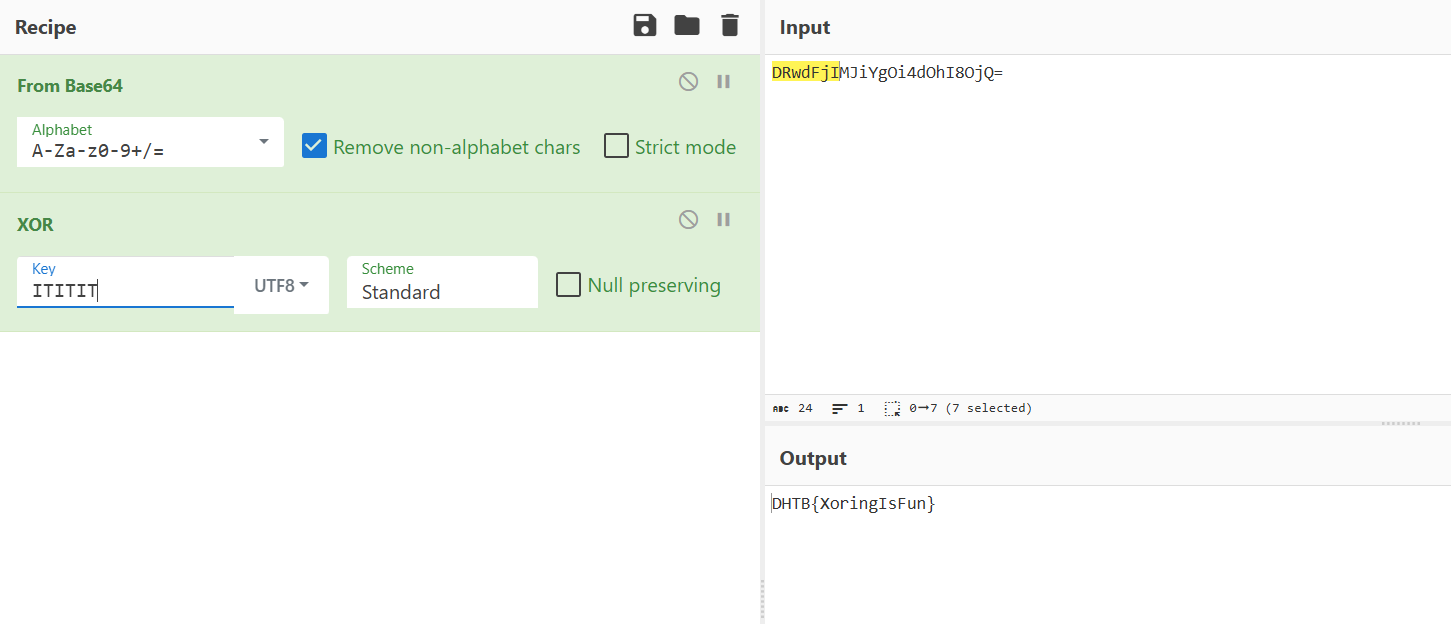 Recipe
From Base64
Alphabet
A-Za-z0-9+/=
Remove non-alphabet chars
Strict mode
XOR
Key
ITITIT
UTF8
Scheme
Standard
Null preserving
Input
DRwdFjIMJiYgOi4dOhI8OjQ=
ABC 24 1 0→7 (7 selected)
Output
DHTB{XoringIsFun}